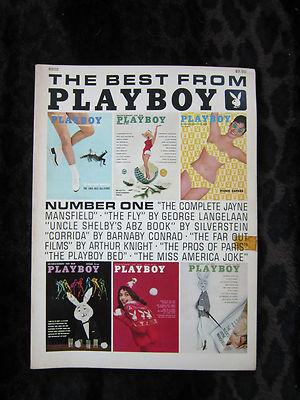 THE BEST FROM
PLAYBOY
PLAYBOY
PLAYBOY
PLAYBOY
NUMBER ONE "THE COMPLETE JAYNE
MANSFIELD" · "THE FLY" BY GEORGE LANGELAAN
"UNCLE SHELBY'S ABZ BOOK" BY SILVERSTEIN
"CORRIDA" BY BARNABY CONRAD · "THE FAR OUT
FILMS" BY ARTHUR KNIGHT · "THE PROS OF PARIS"
"THE PLAYBOY BED" · "THE MISS AMERICA JOKE"
PLAYBOY
PLAYBOY
PLAYBOY